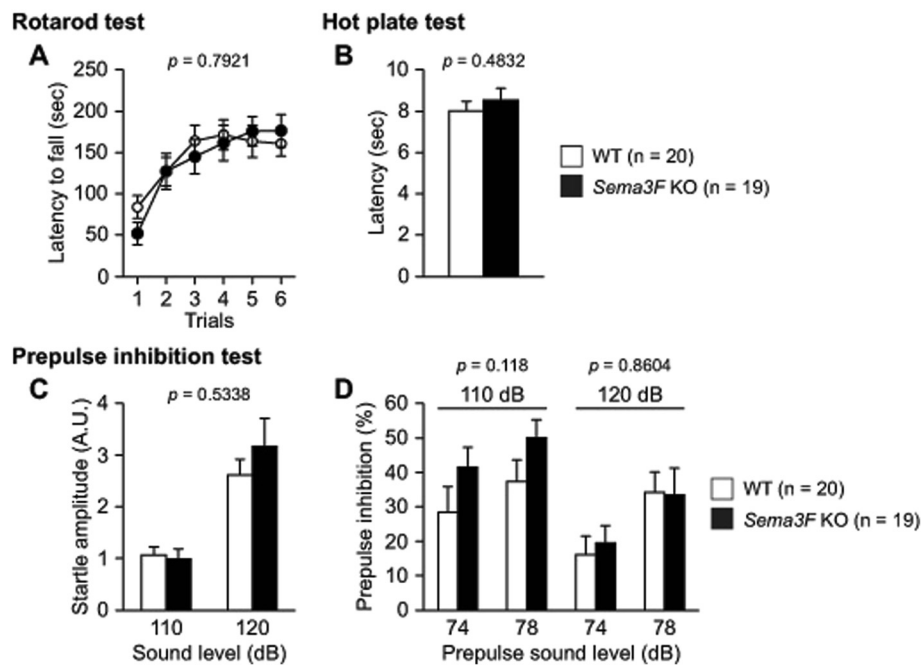 Rotarod test
Hot plate test
A
p = 0.7921
250
200
150
100
50
0
Latency to fall (sec)
1 2 3 4 5 6
Trials
B
p = 0.4832
10
8
6
4
2
0
Latency (sec)
WT (n = 20)
Sema3F KO (n = 19)
Prepulse inhibition test
C
p = 0.5338
4
3
2
1
0
Startle amplitude (A.U.)
110 120
Sound level (dB)
D
p = 0.118 p = 0.8604
110 dB 120 dB
60
50
40
30
20
10
0
Prepulse inhibition (%)
74 78 74 78
Prepulse sound level (dB)
WT (n = 20)
Sema3F KO (n = 19)